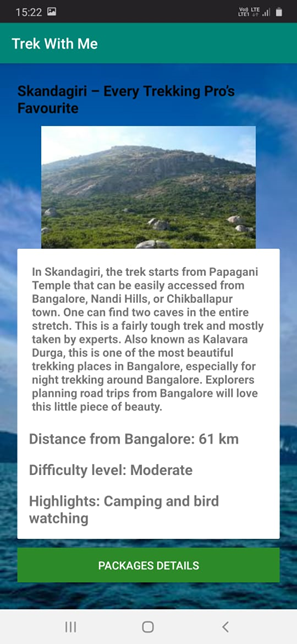 15:22
Vo) LTE
LTE1
Trek With Me
Skandagiri – Every Trekking Pro's
Favourite
In Skandagiri, the trek starts from Papagani
Temple that can be easily accessed from
Bangalore, Nandi Hills, or Chikballapur
town. One can find two caves in the entire
stretch. This is a fairly tough trek and mostly
taken by experts. Also known as Kalavara
Durga, this is one of the most beautiful
trekking places in Bangalore, especially for
night trekking around Bangalore. Explorers
planning road trips from Bangalore will love
this little piece of beauty.
Distance from Bangalore: 61 km
Difficulty level: Moderate
Highlights: Camping and bird
watching
PACKAGES DETAILS